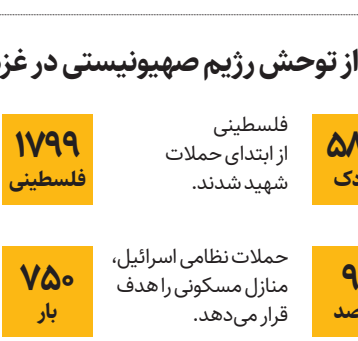 از توحش رژیم صهیونیستی در
فلسطینی
از ابتدای حملات
شهید شدند.
۱۷۹۹
فلسطینی
حملات نظامی اسرائیل،
منازل مسکونی را هدف
قرار می‌دهد.
۷۵۰
بار